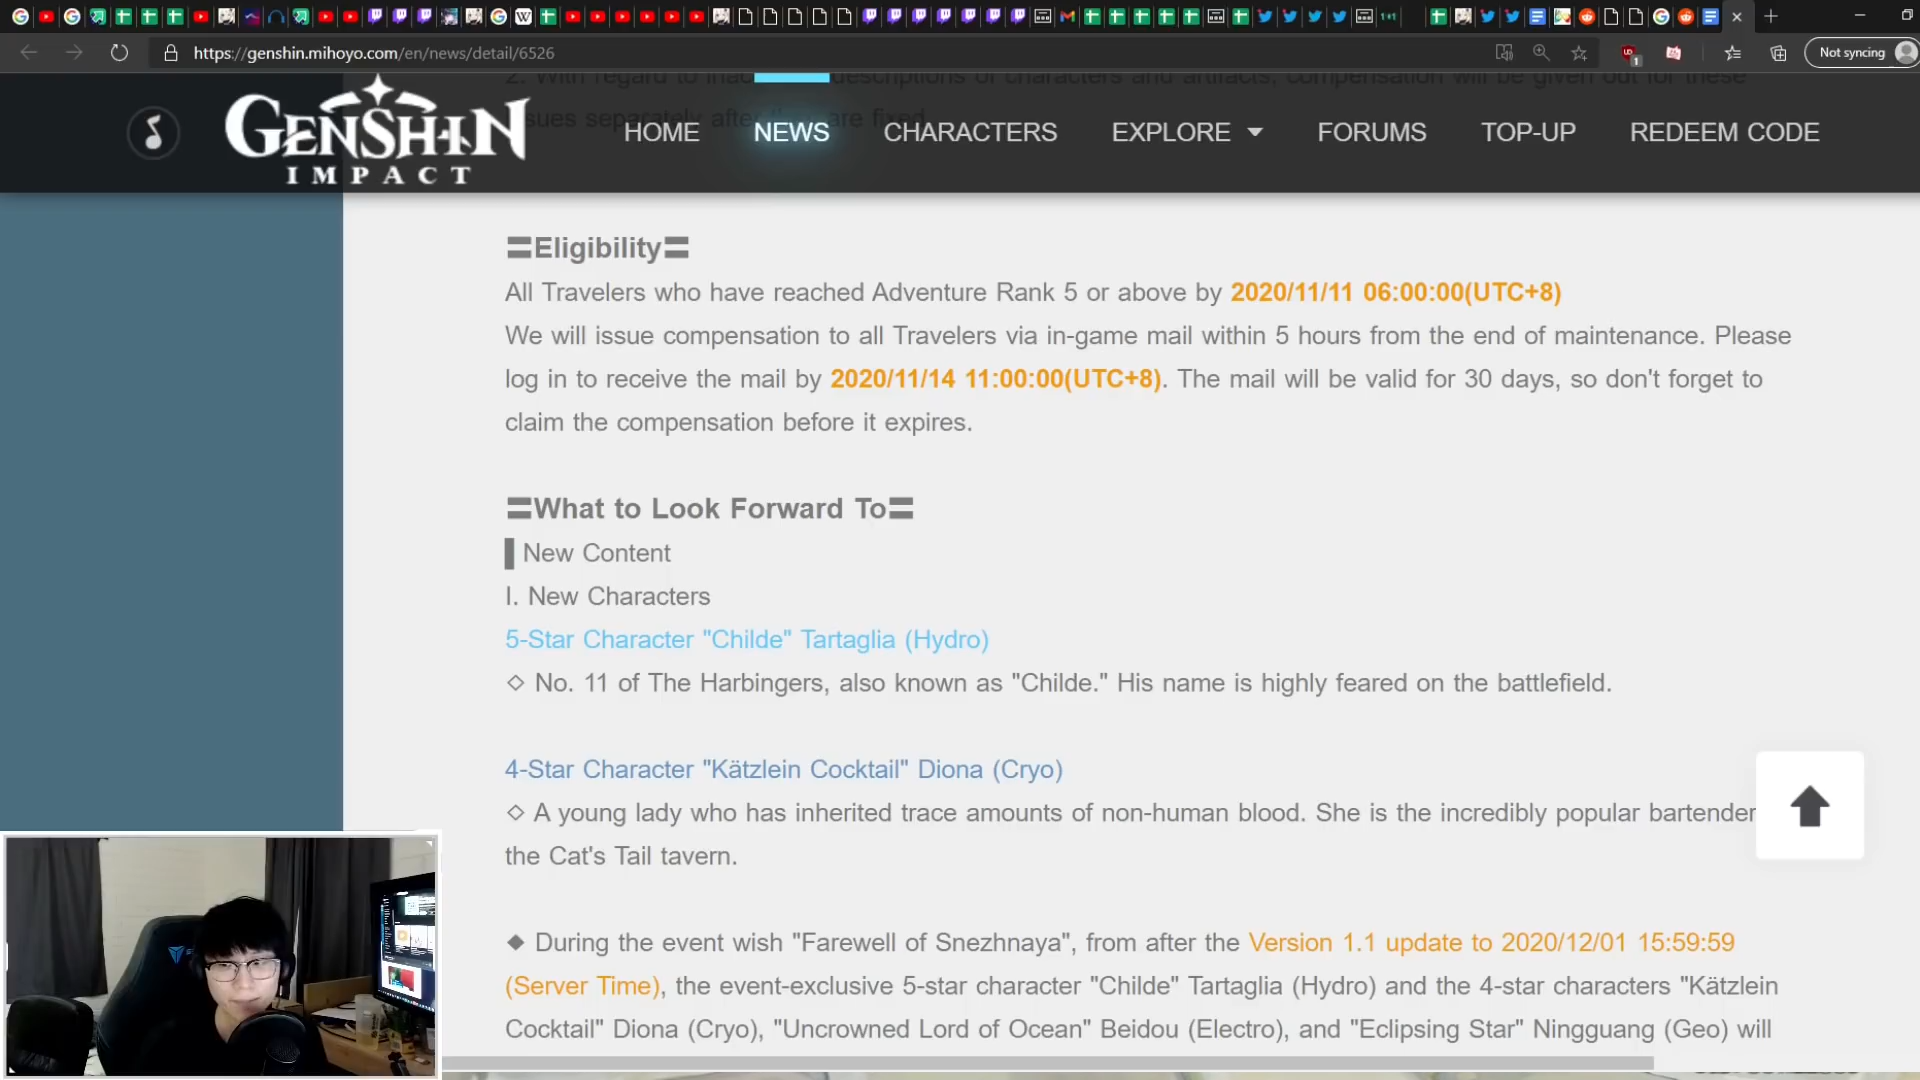 Not syncing
https://genshin.mihoyo.com/en/news/detail/6526
GENSHIN
IMPACT
HOME
NEWS
CHARACTERS
EXPLORE
FORUMS
TOP-UP
REDEEM CODE
〓Eligibility〓
All Travelers who have reached Adventure Rank 5 or above by 2020/11/11 06:00:00(UTC+8)
We will issue compensation to all Travelers via in-game mail within 5 hours from the end of maintenance. Please
log in to receive the mail by 2020/11/14 11:00:00(UTC+8). The mail will be valid for 30 days, so don't forget to
claim the compensation before it expires.
〓What to Look Forward To〓
▌New Content
I. New Characters
5-Star Character "Childe" Tartaglia (Hydro)
◇ No. 11 of The Harbingers, also known as "Childe." His name is highly feared on the battlefield.
4-Star Character "Kätzlein Cocktail" Diona (Cryo)
◇ A young lady who has inherited trace amounts of non-human blood. She is the incredibly popular bartender
the Cat's Tail tavern.
◆ During the event wish "Farewell of Snezhnaya", from after the Version 1.1 update to 2020/12/01 15:59:59
(Server Time), the event-exclusive 5-star character "Childe" Tartaglia (Hydro) and the 4-star characters "Kätzlein
Cocktail" Diona (Cryo), "Uncrowned Lord of Ocean" Beidou (Electro), and "Eclipsing Star" Ningguang (Geo) will